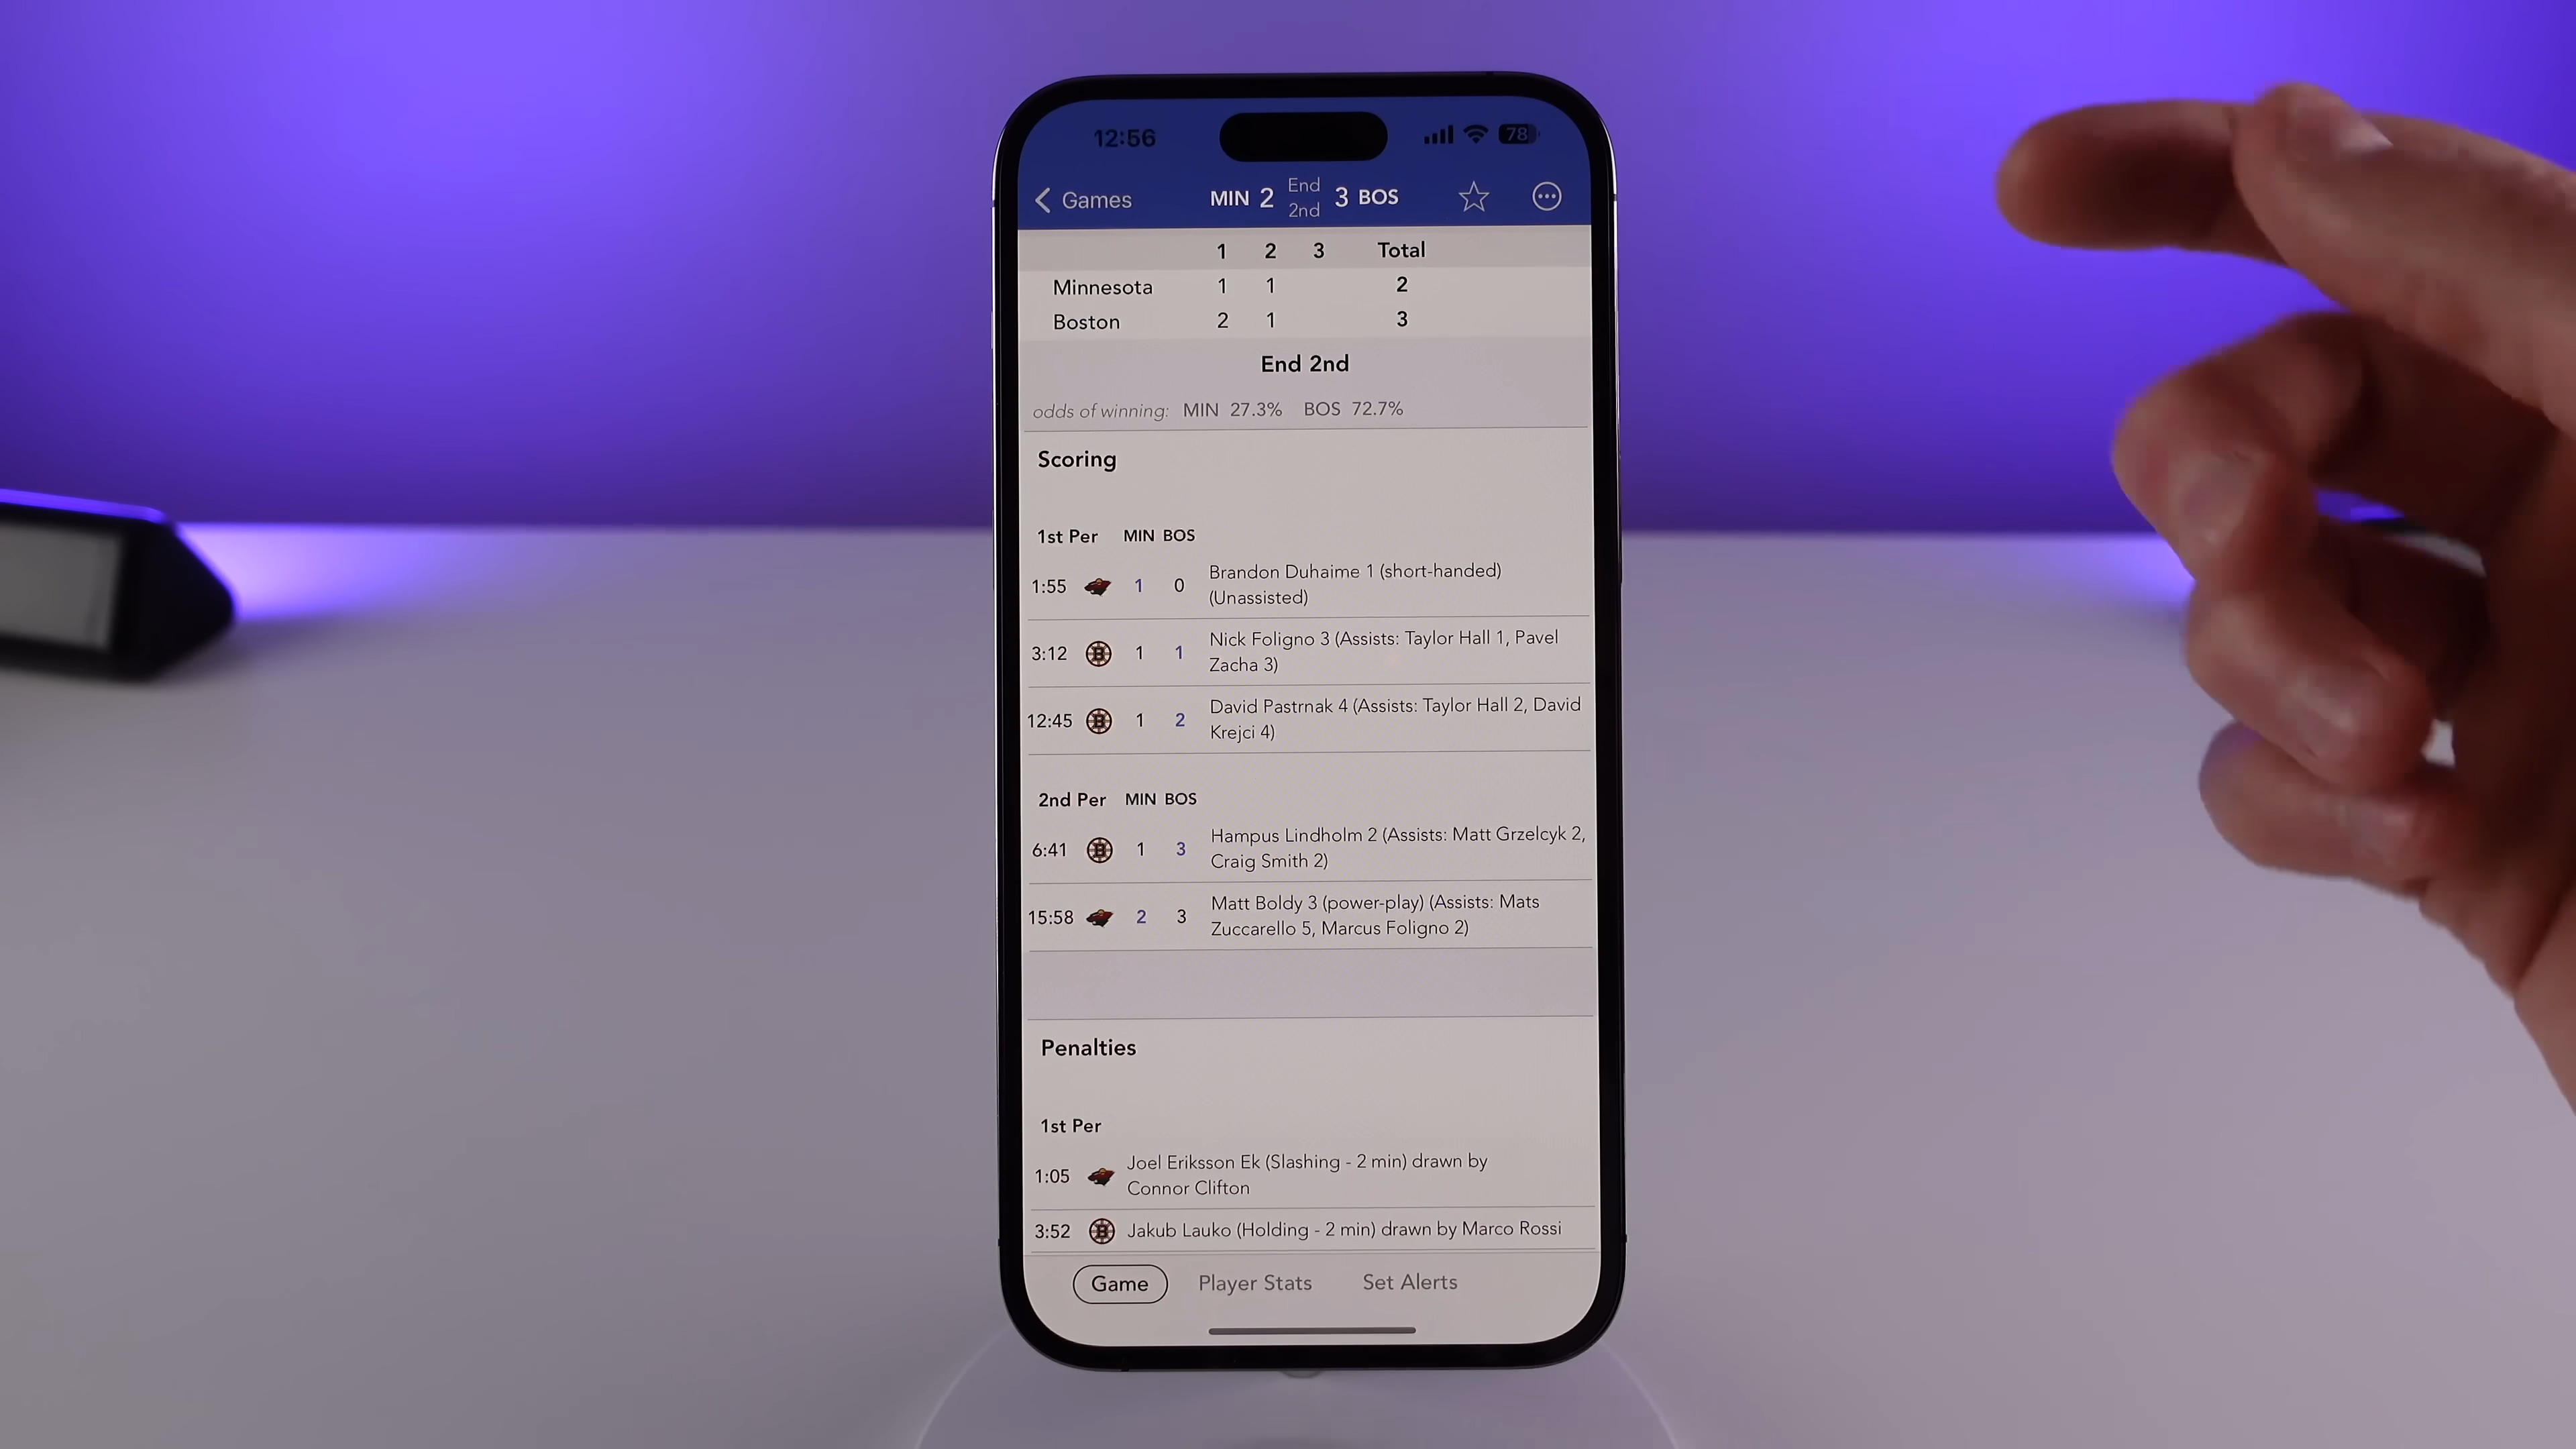 12:56 78
Games MIN 2 End 2nd 3 BOS
1 2 3 Total
Minnesota 1 1 2
Boston 2 1 3
End 2nd
odds of winning: MIN 27.3% BOS 72.7%
Scoring
1st Per MIN BOS
1:55 1 0 Brandon Duhaime 1 (short-handed)
(Unassisted)
3:12 B 1 1 Nick Foligno 3 (Assists: Taylor Hall 1, Pavel
Zacha 3)
12:45 B 1 2 David Pastrnak 4 (Assists: Taylor Hall 2, David
Krejci 4)
2nd Per MIN BOS
6:41 B 1 3 Hampus Lindholm 2 (Assists: Matt Grzelcyk 2,
Craig Smith 2)
15:58 2 3 Matt Boldy 3 (power-play) (Assists: Mats
Zuccarello 5, Marcus Foligno 2)
Penalties
1st Per
1:05 Joel Eriksson Ek (Slashing - 2 min) drawn by
Connor Clifton
3:52 B Jakub Lauko (Holding - 2 min) drawn by Marco Rossi
Game Player Stats Set Alerts